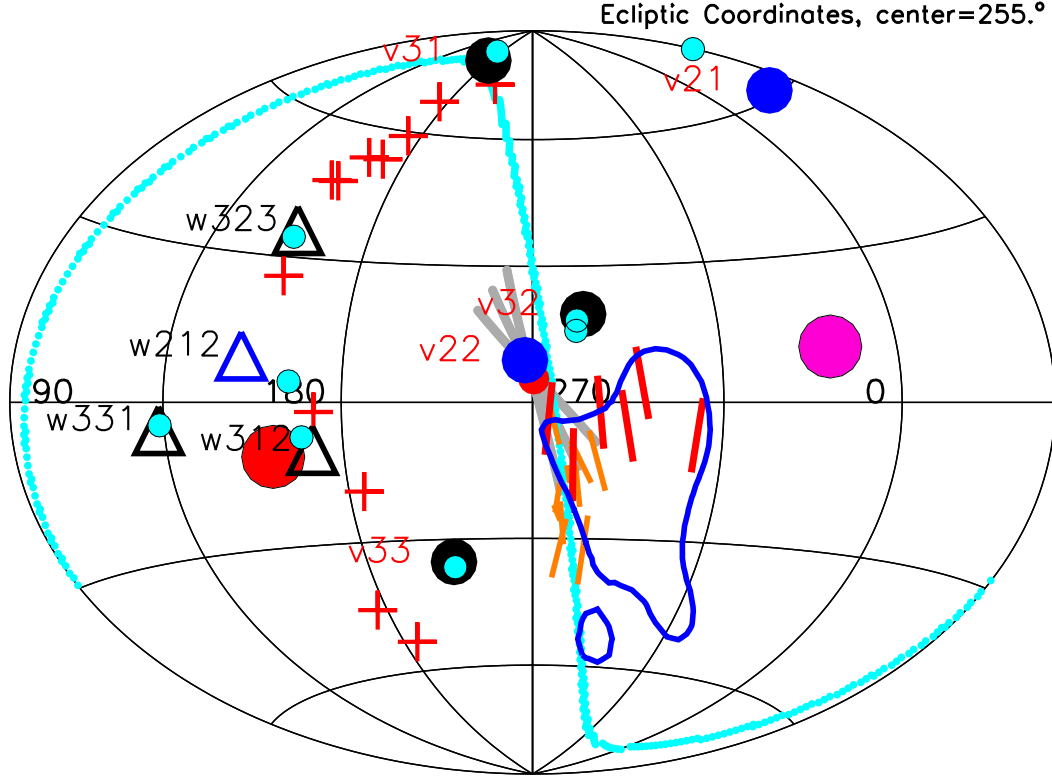 Ecliptic Coordinates, center=255.°
v31
v21
w323
v32
w212
v22
90
180
270
0
w331
w312
v33